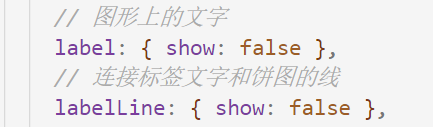 // 图形上的文字
label: { show: false },
// 连接标签文字和饼图的线
labelLine: { show: false },